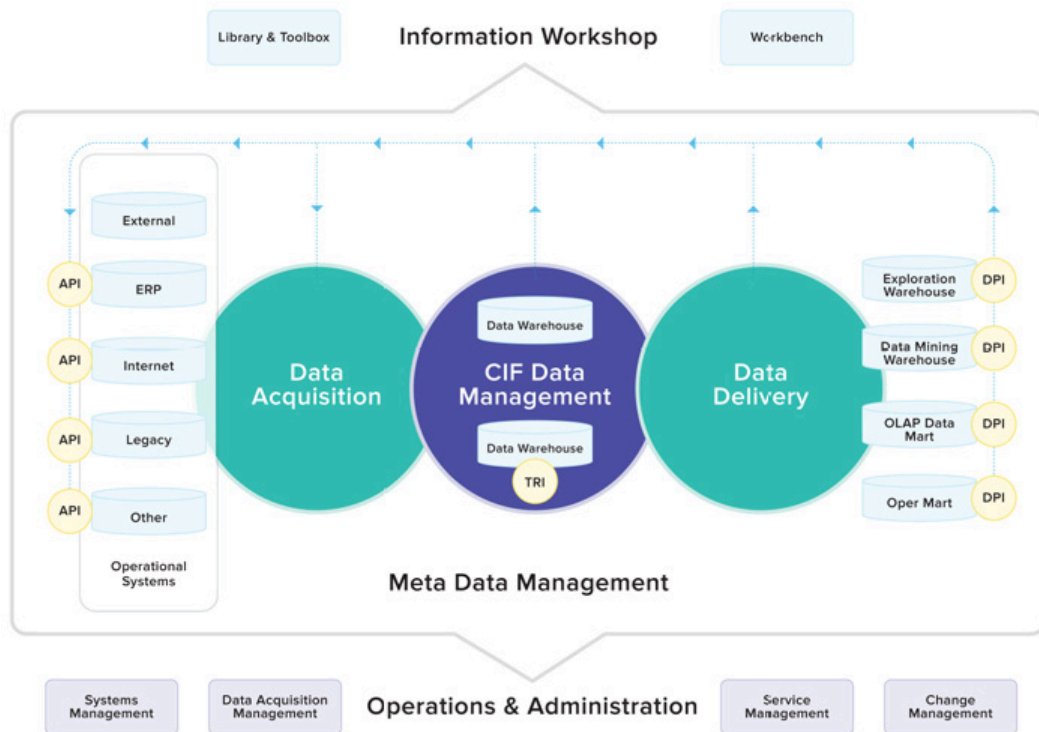 Library & Toolbox
Information Workshop
Workbench
External
API
ERP
API
Internet
API
Legacy
API
Other
Operational
Systems
Data
Acquisition
Data Warehouse
CIF Data
Management
Data Warehouse
TRI
Data
Delivery
Exploration
Warehouse
DPI
Data Mining
Warehouse
DPI
OLAP Data
Mart
DPI
Oper Mart
DPI
Meta Data Management
Systems
Management
Data Acquisition
Management
Operations & Administration
Service
Management
Change
Management